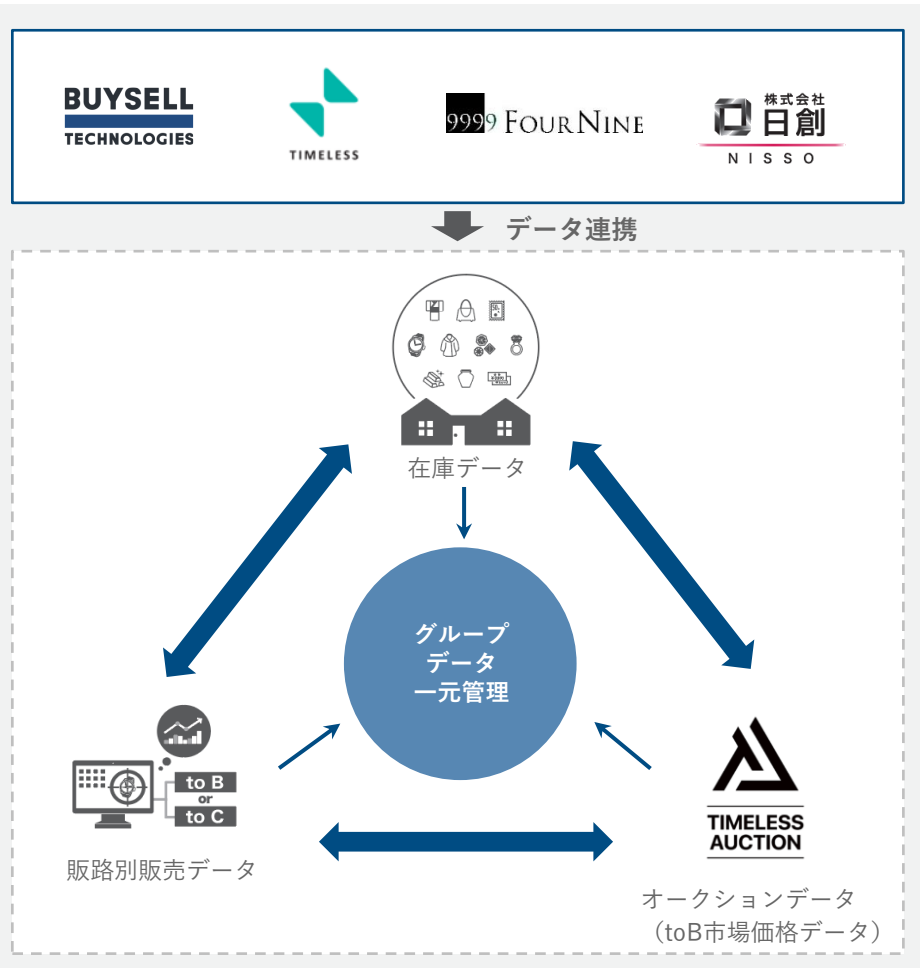 BUYSELL
TECHNOLOGIES
TIMELESS
9999 FOURNINE
株式会社
日創
NISSO
データ連携
在庫データ
グループ
データ
一元管理
to B
or
to C
販路別販売データ
TIMELESS
AUCTION
オークションデータ
（toB市場価格データ）